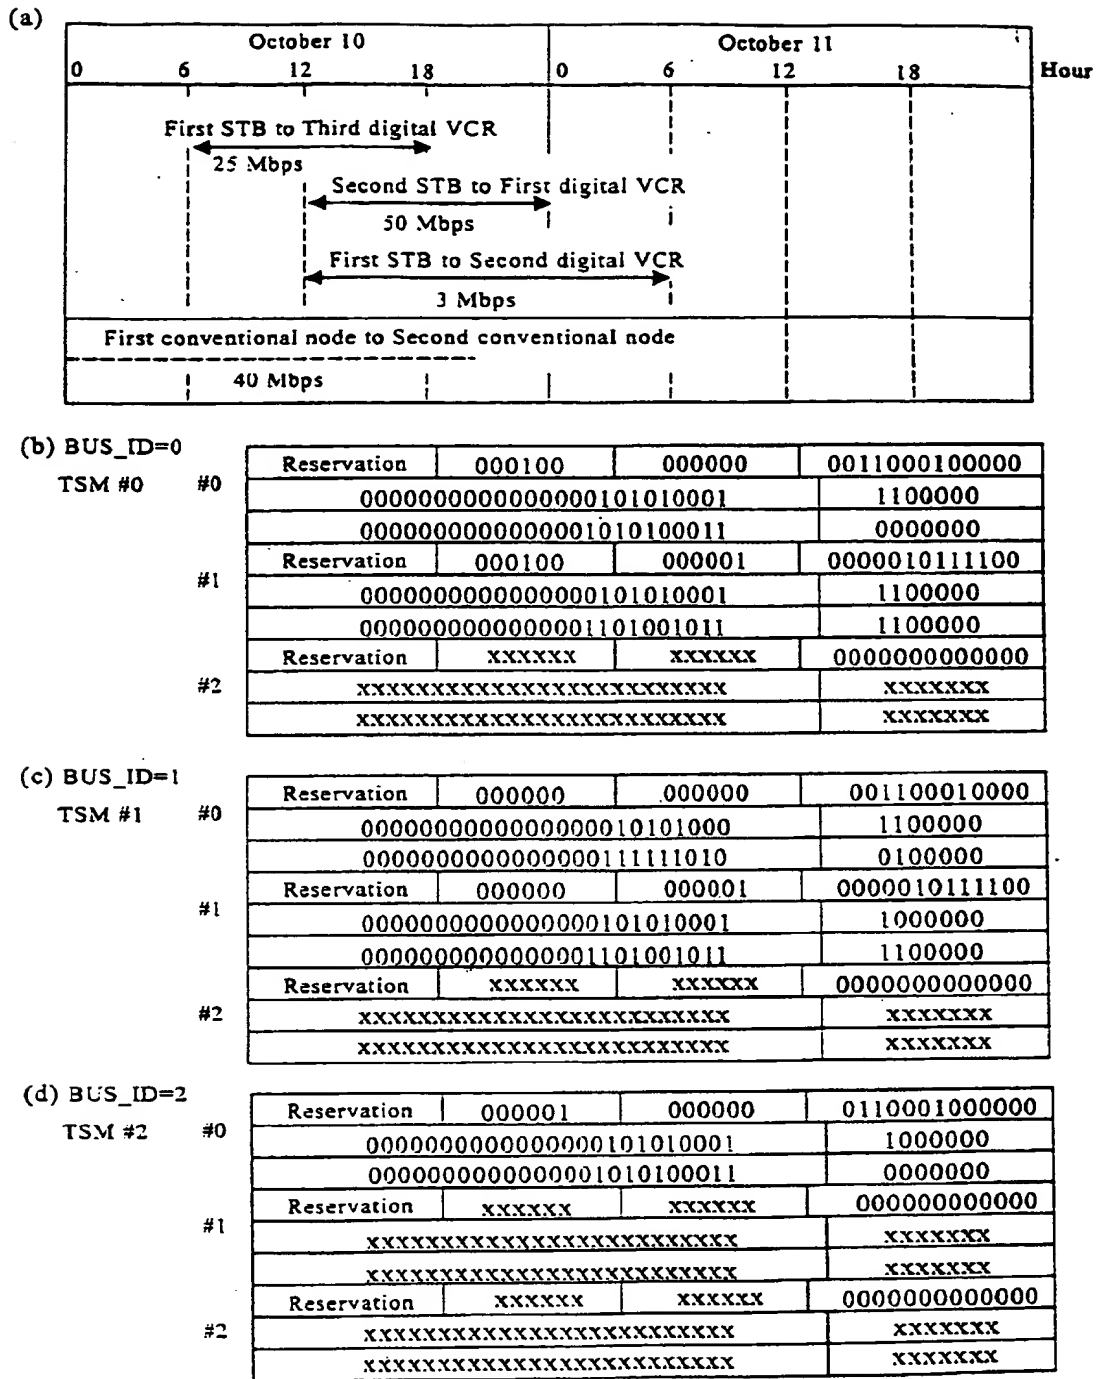 (a)
October 10 October 11
0 6 12 18 0 6 12 18 Hour
First STB to Third digital VCR
25 Mbps
Second STB to First digital VCR
50 Mbps
First STB to Second digital VCR
3 Mbps
First conventional node to Second conventional node
40 Mbps
(b) BUS_ID=0
TSM #0 #0 Reservation 000100 000000 0011000100000
0000000000000000101010001 1100000
0000000000000001010100011 0000000
#1 Reservation 000100 000001 0000010111100
0000000000000000101010001 1100000
0000000000000001101001011 1100000
#2 Reservation xxxxxx xxxxxx 0000000000000
xxxxxxxxxxxxxxxxxxxxxxxxx xxxxxxx
xxxxxxxxxxxxxxxxxxxxxxxxx xxxxxxx
(c) BUS_ID=1
TSM #1 #0 Reservation 000000 000000 001100010000
0000000000000000010101000 1100000
0000000000000000111111010 0100000
#1 Reservation 000000 000001 0000010111100
0000000000000000101010001 1000000
0000000000000001101001011 1100000
#2 Reservation xxxxxx xxxxxx 0000000000000
xxxxxxxxxxxxxxxxxxxxxxxxx xxxxxxx
xxxxxxxxxxxxxxxxxxxxxxxxx xxxxxxx
(d) BUS_ID=2
TSM #2 #0 Reservation 000001 000000 0110001000000
0000000000000000101010001 1000000
0000000000000001010100011 0000000
#1 Reservation xxxxxx xxxxxx 000000000000
xxxxxxxxxxxxxxxxxxxxxxxxx xxxxxxx
xxxxxxxxxxxxxxxxxxxxxxxxx xxxxxxx
#2 Reservation xxxxxx xxxxxx 0000000000000
xxxxxxxxxxxxxxxxxxxxxxxxx xxxxxxx
xxxxxxxxxxxxxxxxxxxxxxxxx xxxxxxx